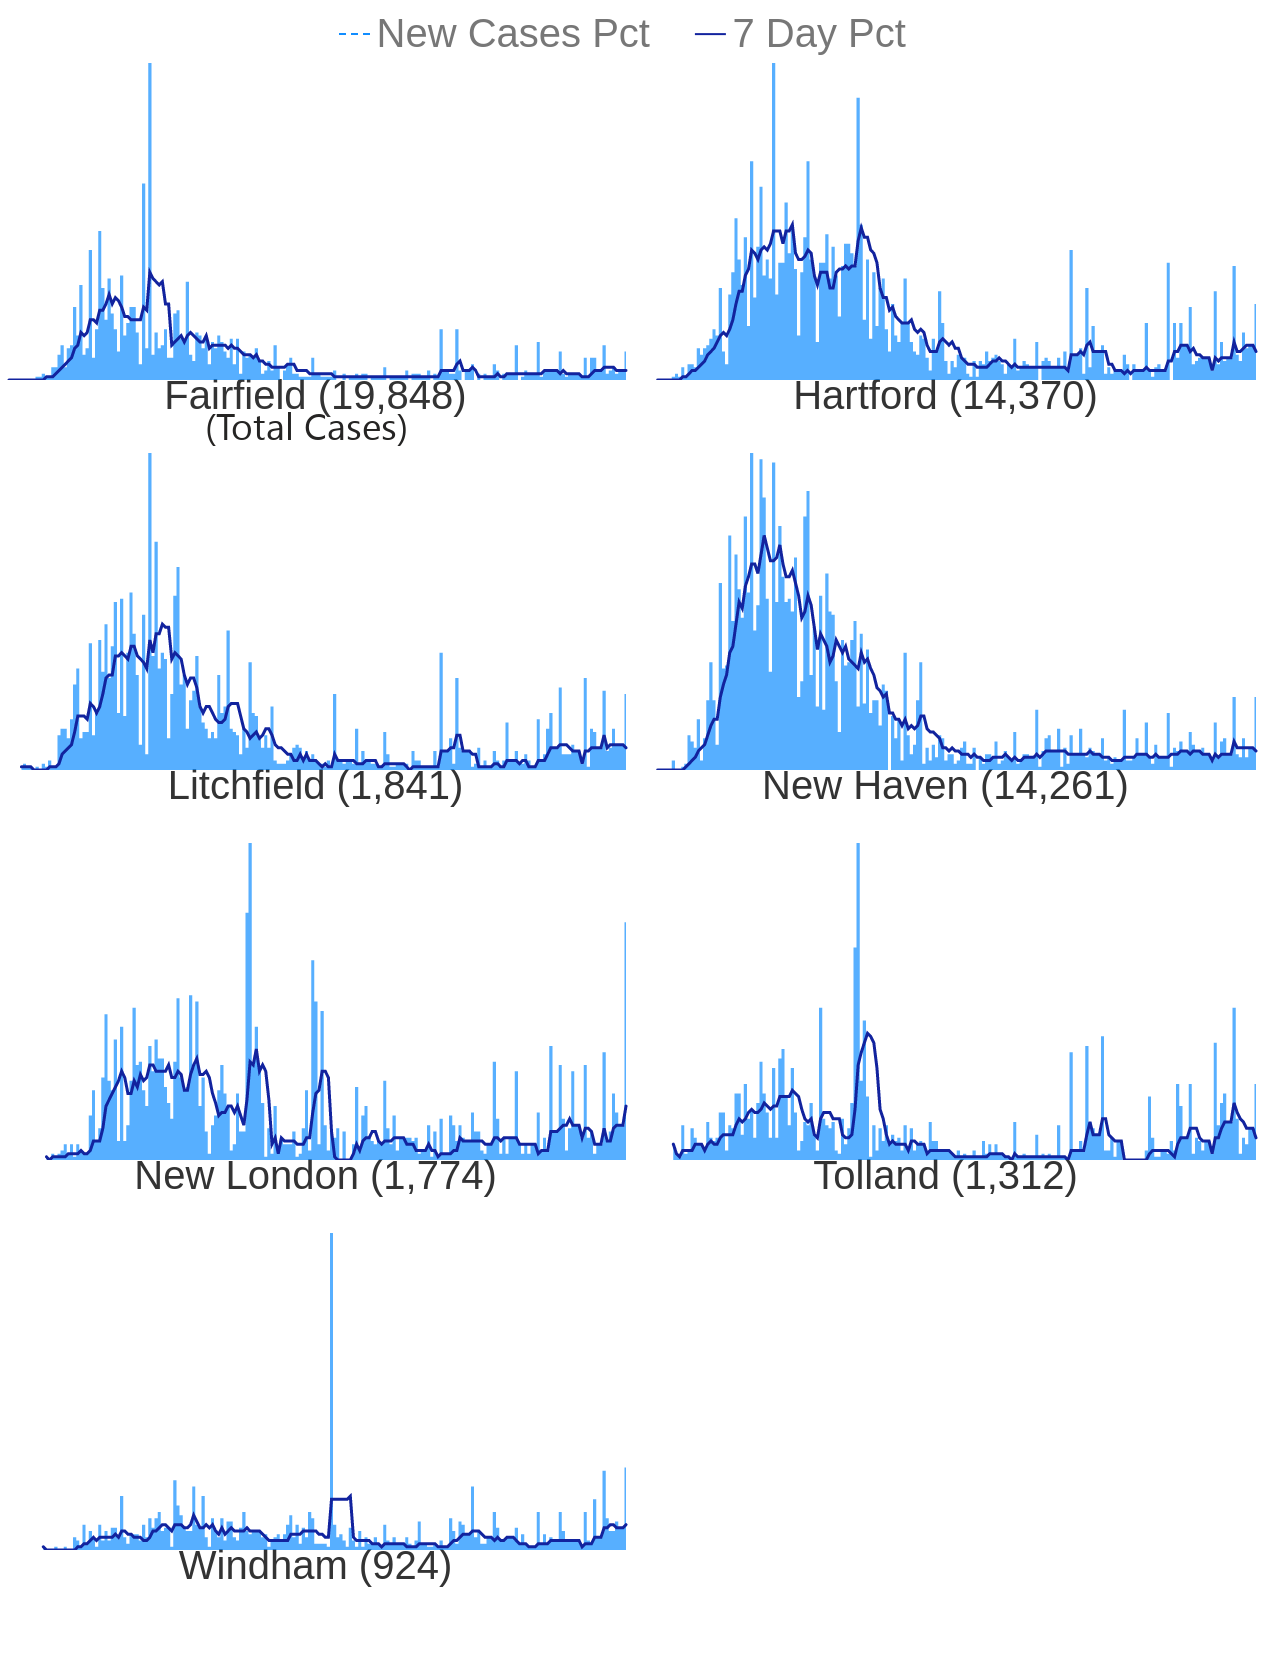 New Cases Pct 7 Day Pct
Fairfield (19,848)
(Total Cases)
Hartford (14,370)
Litchfield (1,841)
New Haven (14,261)
New London (1,774)
Tolland (1,312)
Windham (924)